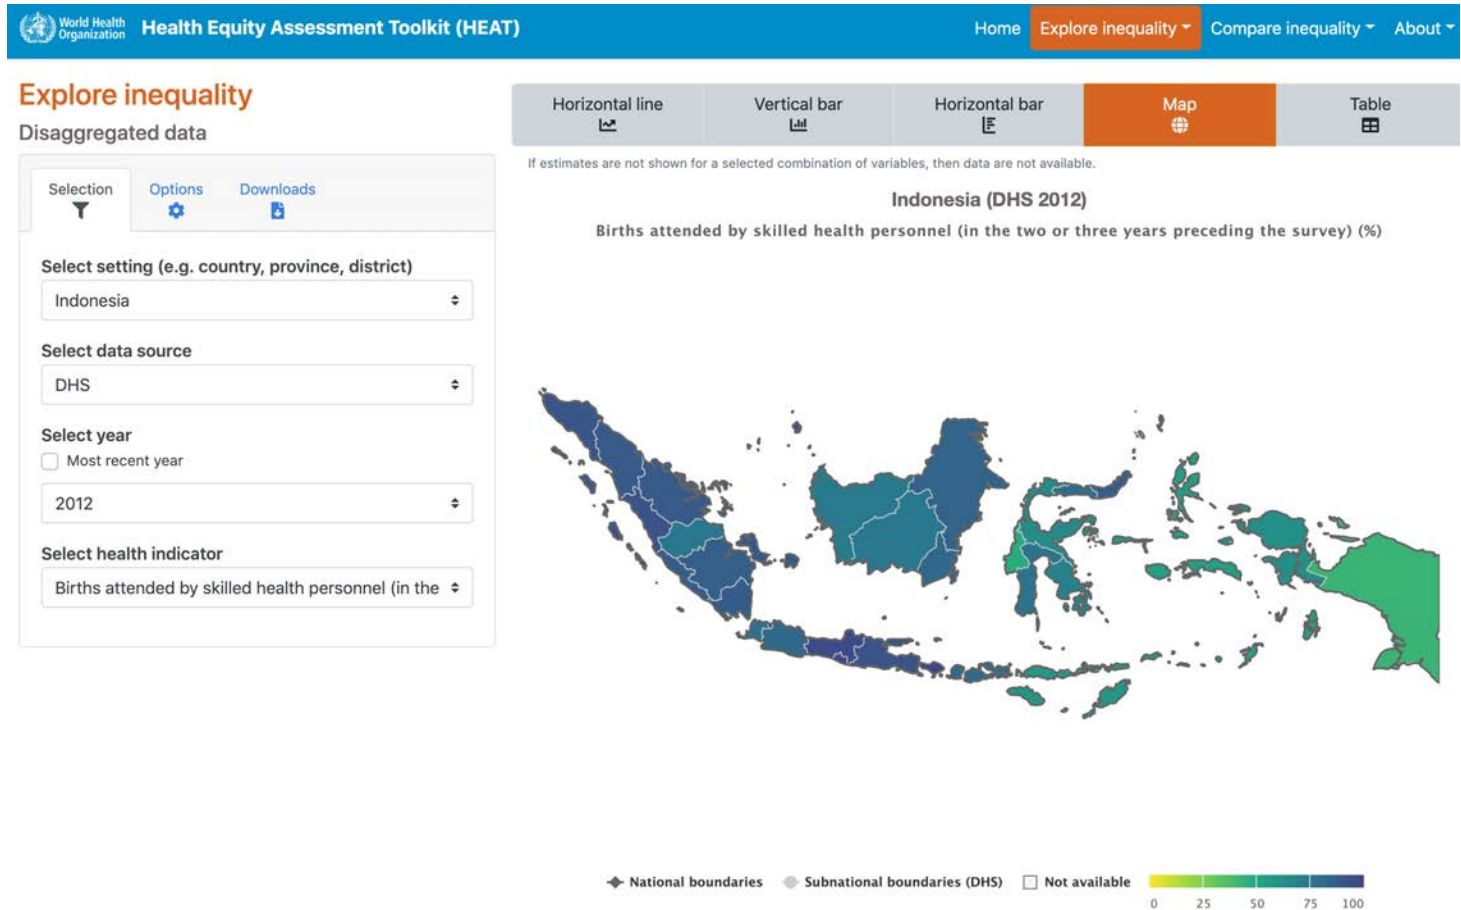 World Health
Organization
Health Equity Assessment Toolkit (HEAT)
Home
Explore inequality
Compare inequality
About
Explore inequality
Disaggregated data
Selection
Options
Downloads
Select setting (e.g. country, province, district)
Indonesia
Select data source
DHS
Select year
Most recent year
2012
Select health indicator
Births attended by skilled health personnel (in the
Horizontal line
Vertical bar
Horizontal bar
Map
Table
If estimates are not shown for a selected combination of variables, then data are not available.
Indonesia (DHS 2012)
Births attended by skilled health personnel (in the two or three years preceding the survey) (%)
National boundaries
Subnational boundaries (DHS)
Not available
0 25 50 75 100